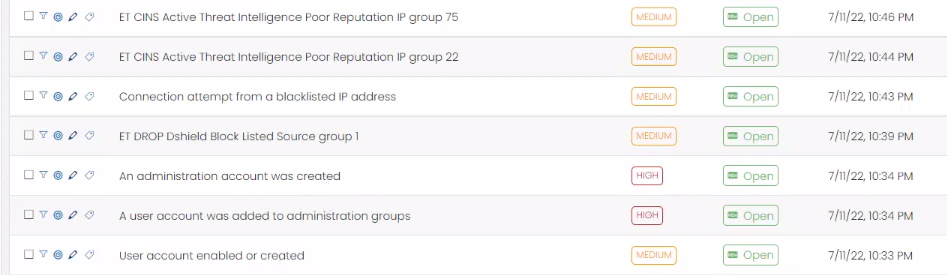 ET CINS Active Threat Intelligence Poor Reputation IP group 75 MEDIUM Open 7/11/22, 10:46 PM
ET CINS Active Threat Intelligence Poor Reputation IP group 22 MEDIUM Open 7/11/22, 10:44 PM
Connection attempt from a blacklisted IP address MEDIUM Open 7/11/22, 10:43 PM
ET DROP Dshield Block Listed Source group 1 MEDIUM Open 7/11/22, 10:39 PM
An administration account was created HIGH Open 7/11/22, 10:34 PM
A user account was added to administration groups HIGH Open 7/11/22, 10:34 PM
User account enabled or created MEDIUM Open 7/11/22, 10:33 PM